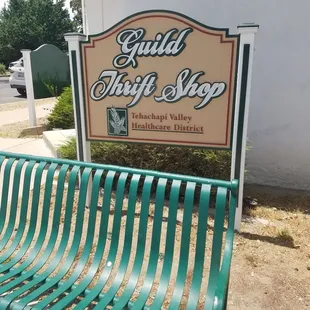 Guild
Thrift Shop
Tehachapi Valley
Healthcare District